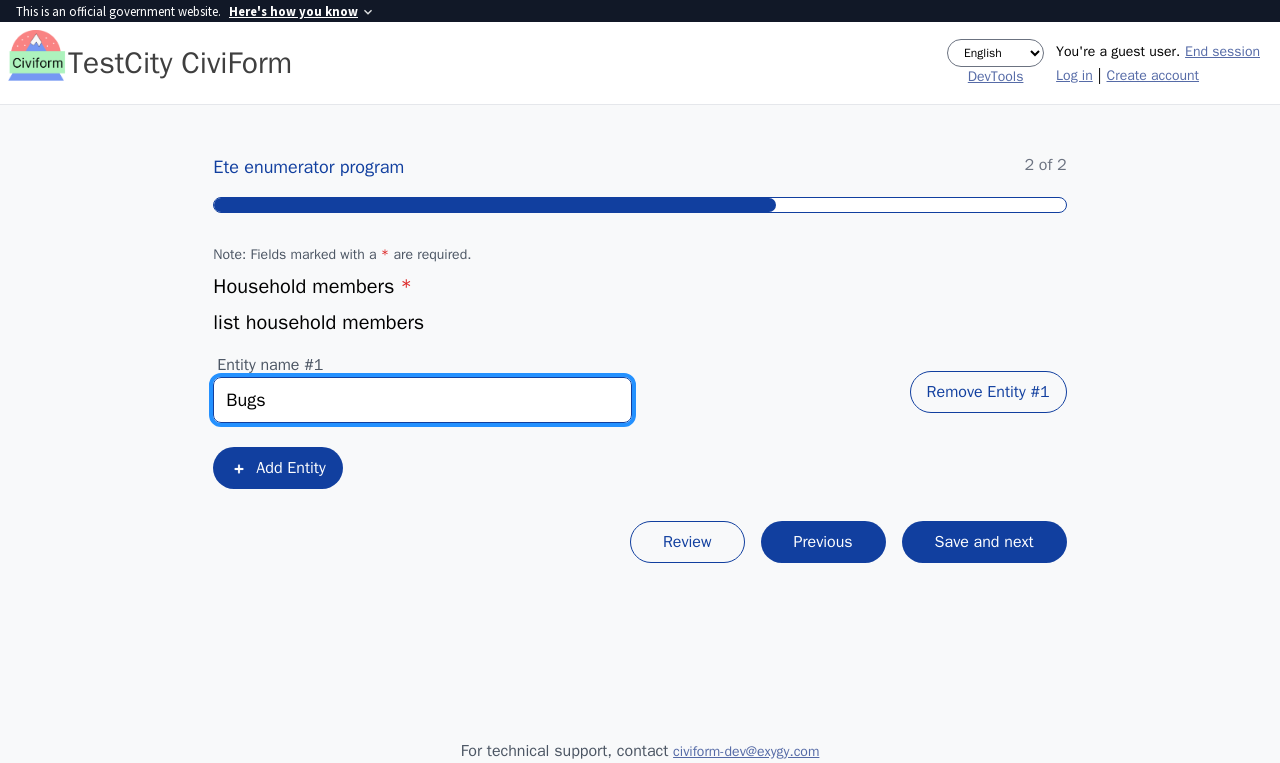 This is an official government website. Here's how you know
Civiform TestCity CiviForm
English
DevTools
You're a guest user. End session
Log in | Create account
Ete enumerator program
2 of 2
Note: Fields marked with a * are required.
Household members *
list household members
Entity name #1
Bugs
Remove Entity #1
+ Add Entity
Review
Previous
Save and next
For technical support, contact civiform-dev@exygy.com